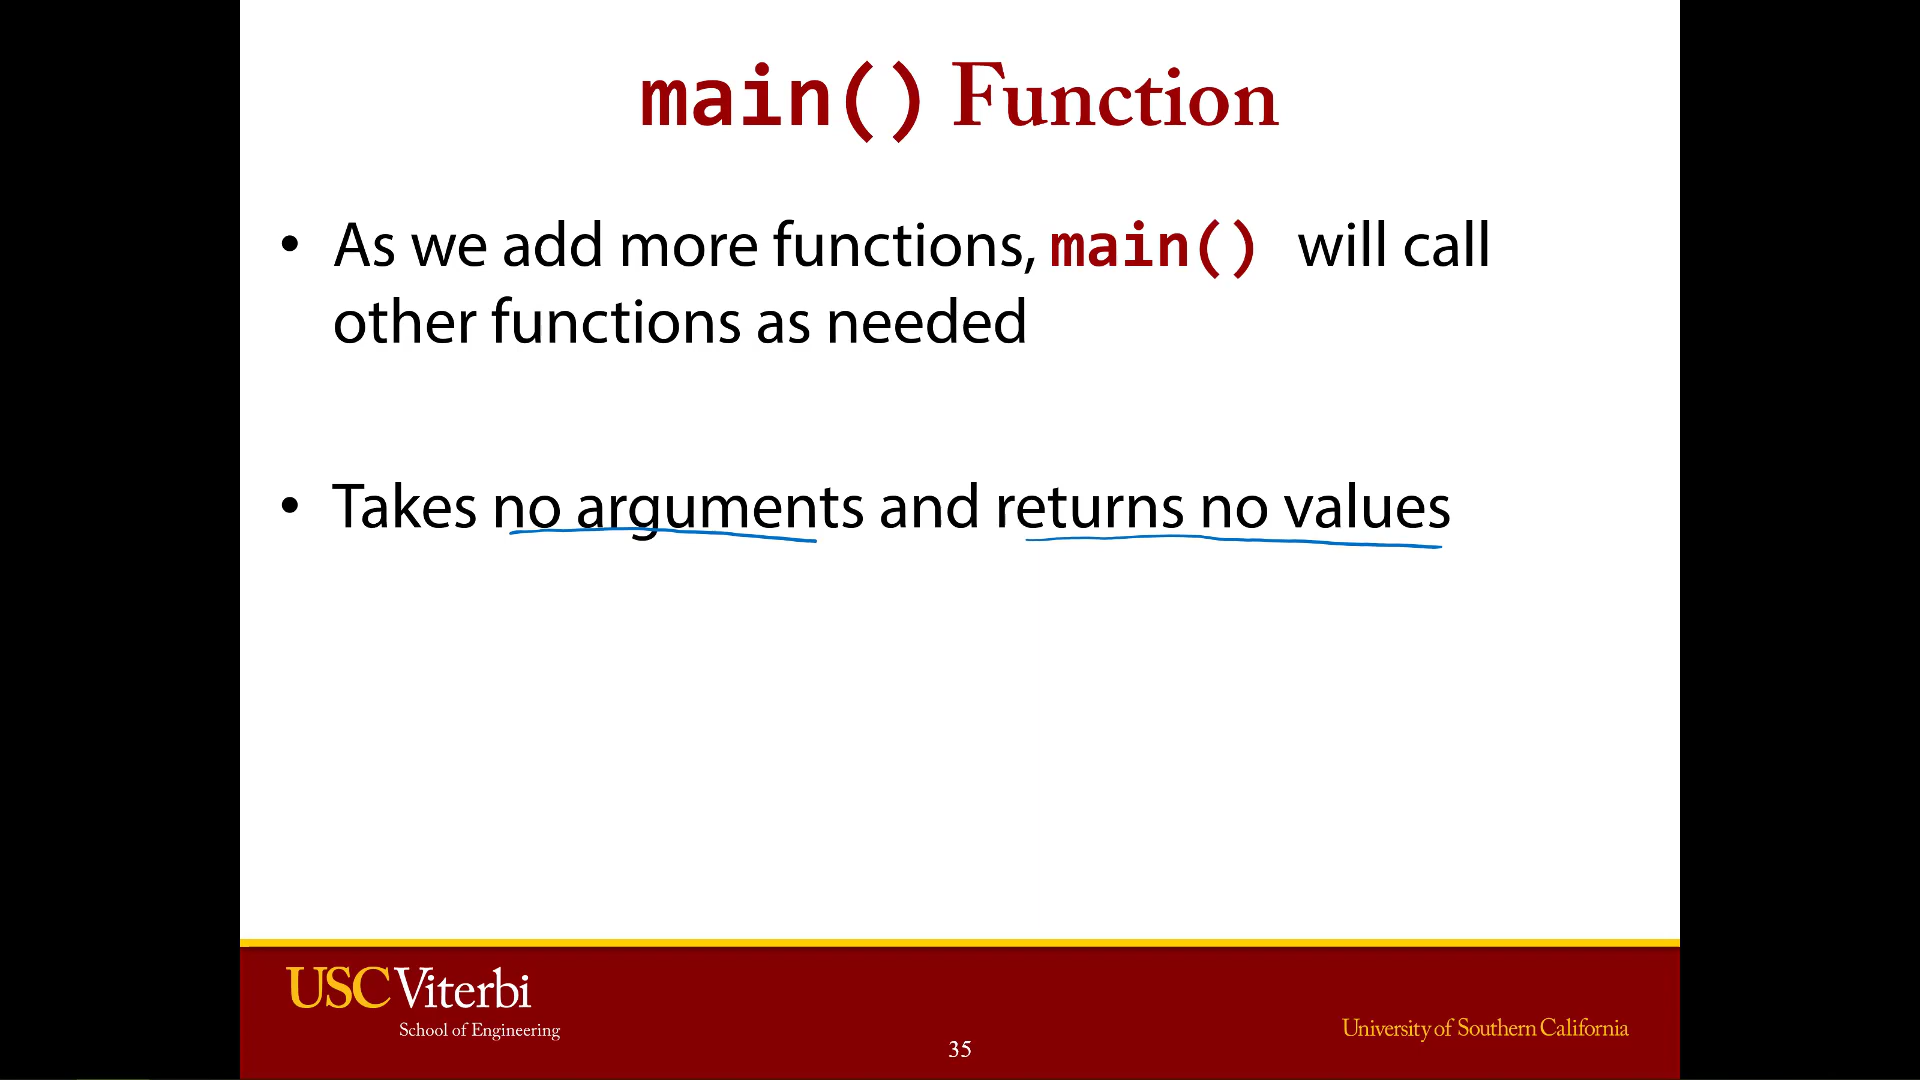 main() Function
• As we add more functions, main() will call
other functions as needed
• Takes no arguments and returns no values
USC Viterbi
School of Engineering
University of Southern California
35